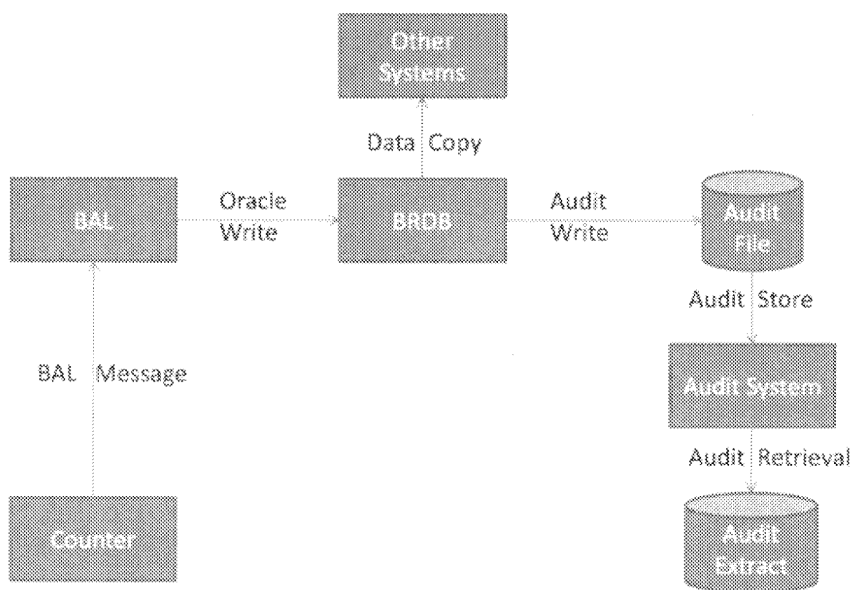 Other
Systems
Data Copy
BAL
Oracle
Write
BRDB
Audit
Write
Audit
File
Audit Store
BAL Message
Audit System
Audit Retrieval
Counter
Audit
Extract